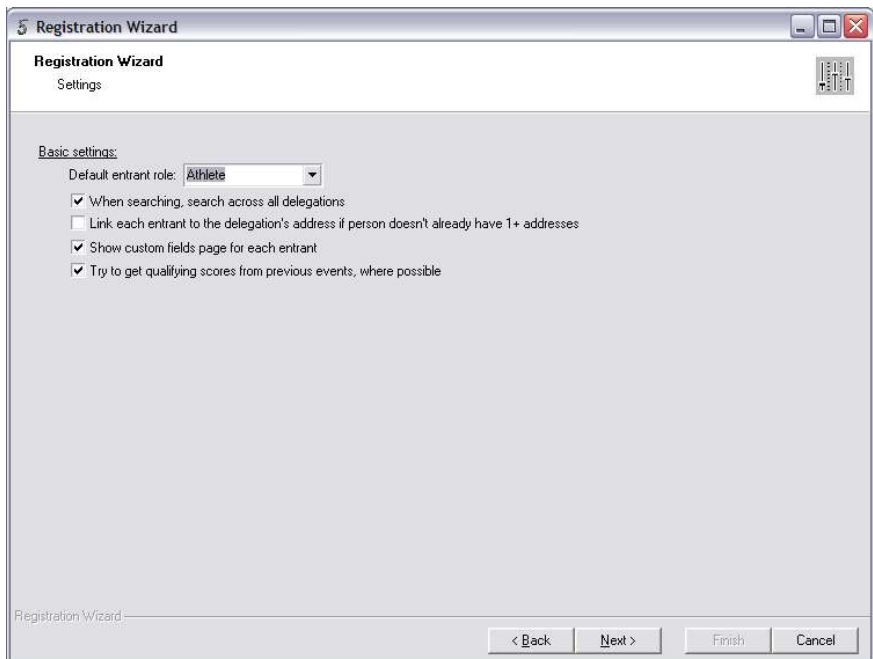 5 Registration Wizard
Registration Wizard
Settings
Basic settings:
Default entrant role: Athlete
When searching, search across all delegations
Link each entrant to the delegation's address if person doesn't already have 1+ addresses
Show custom fields page for each entrant
Try to get qualifying scores from previous events, where possible
Registration Wizard
< Back Next > Finish Cancel